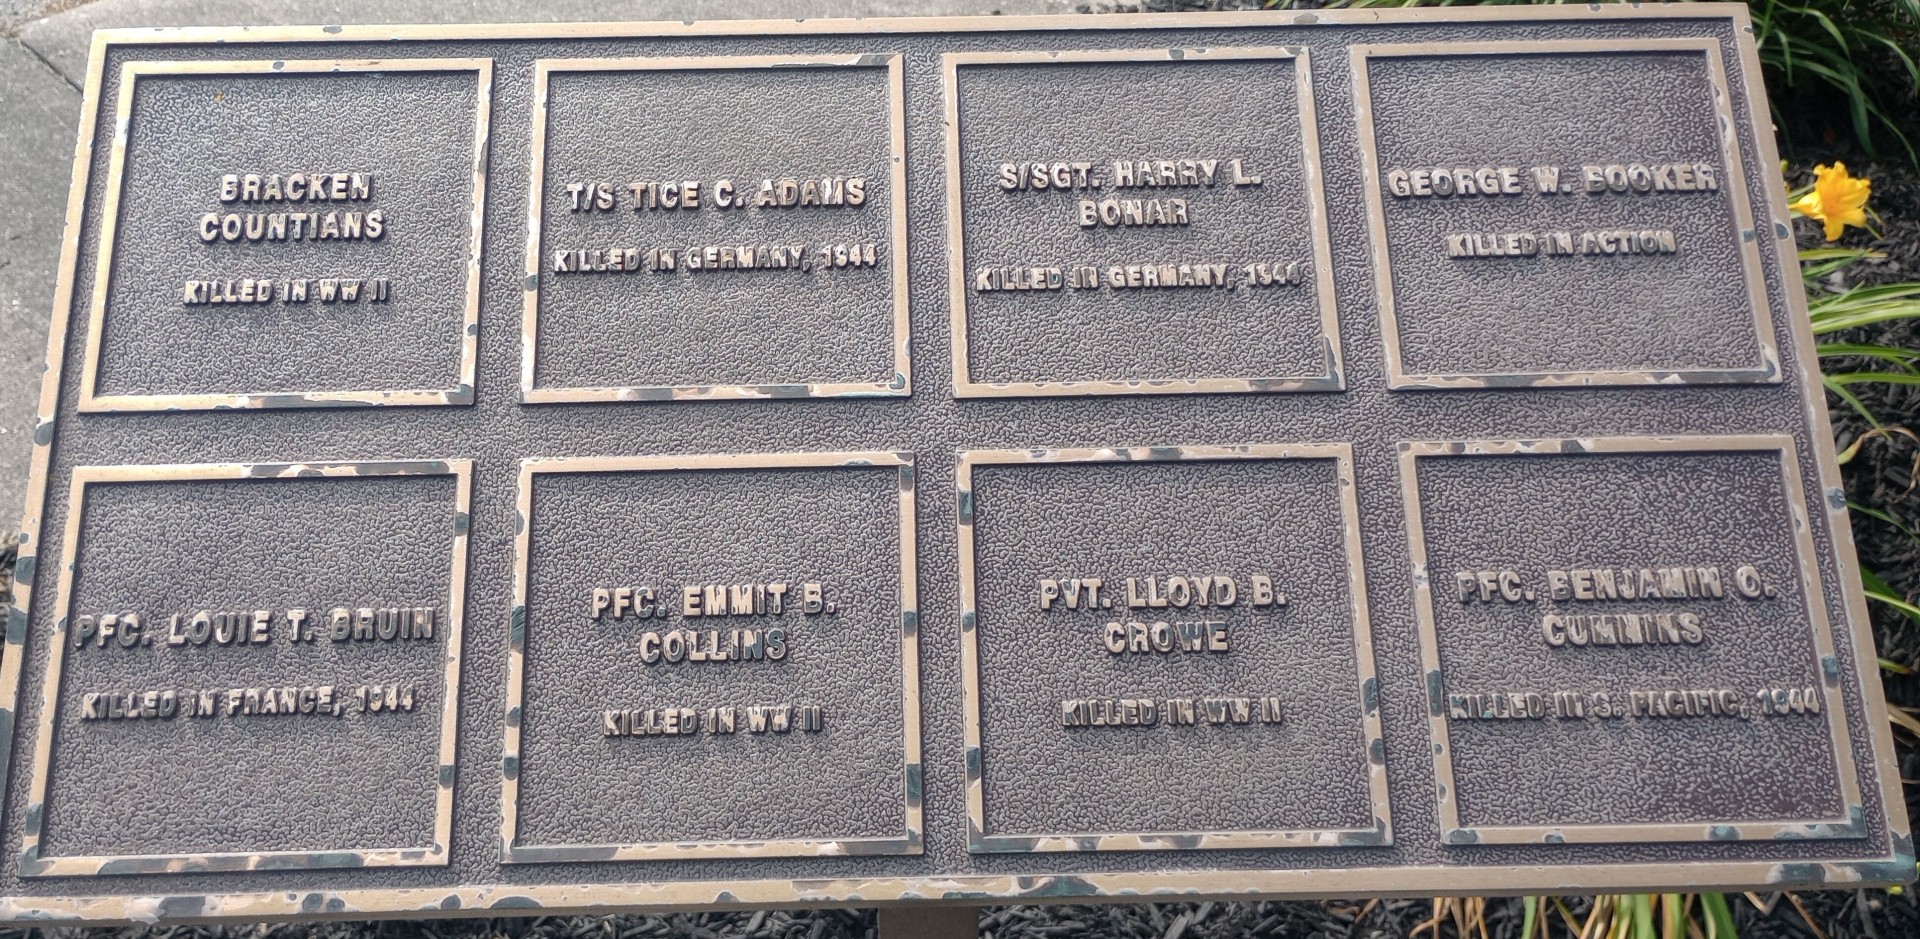 BRACKEN
COUNTIANS
KILLED IN WW II
T/S TICE C. ADAMS
KILLED IN GERMANY, 1944
S/SGT. HARRY L.
BONAR
KILLED IN GERMANY, 1944
GEORGE W. BOOKER
KILLED IN ACTION
PFC. LOUIE T. BRUIN
KILLED IN FRANCE, 1944
PFC. EMMIT B.
COLLINS
KILLED IN WW II
PVT. LLOYD B.
CROWE
KILLED IN WW II
PFC. BENJAMIN O.
CUMMINS
KILLED IN S. PACIFIC, 1944